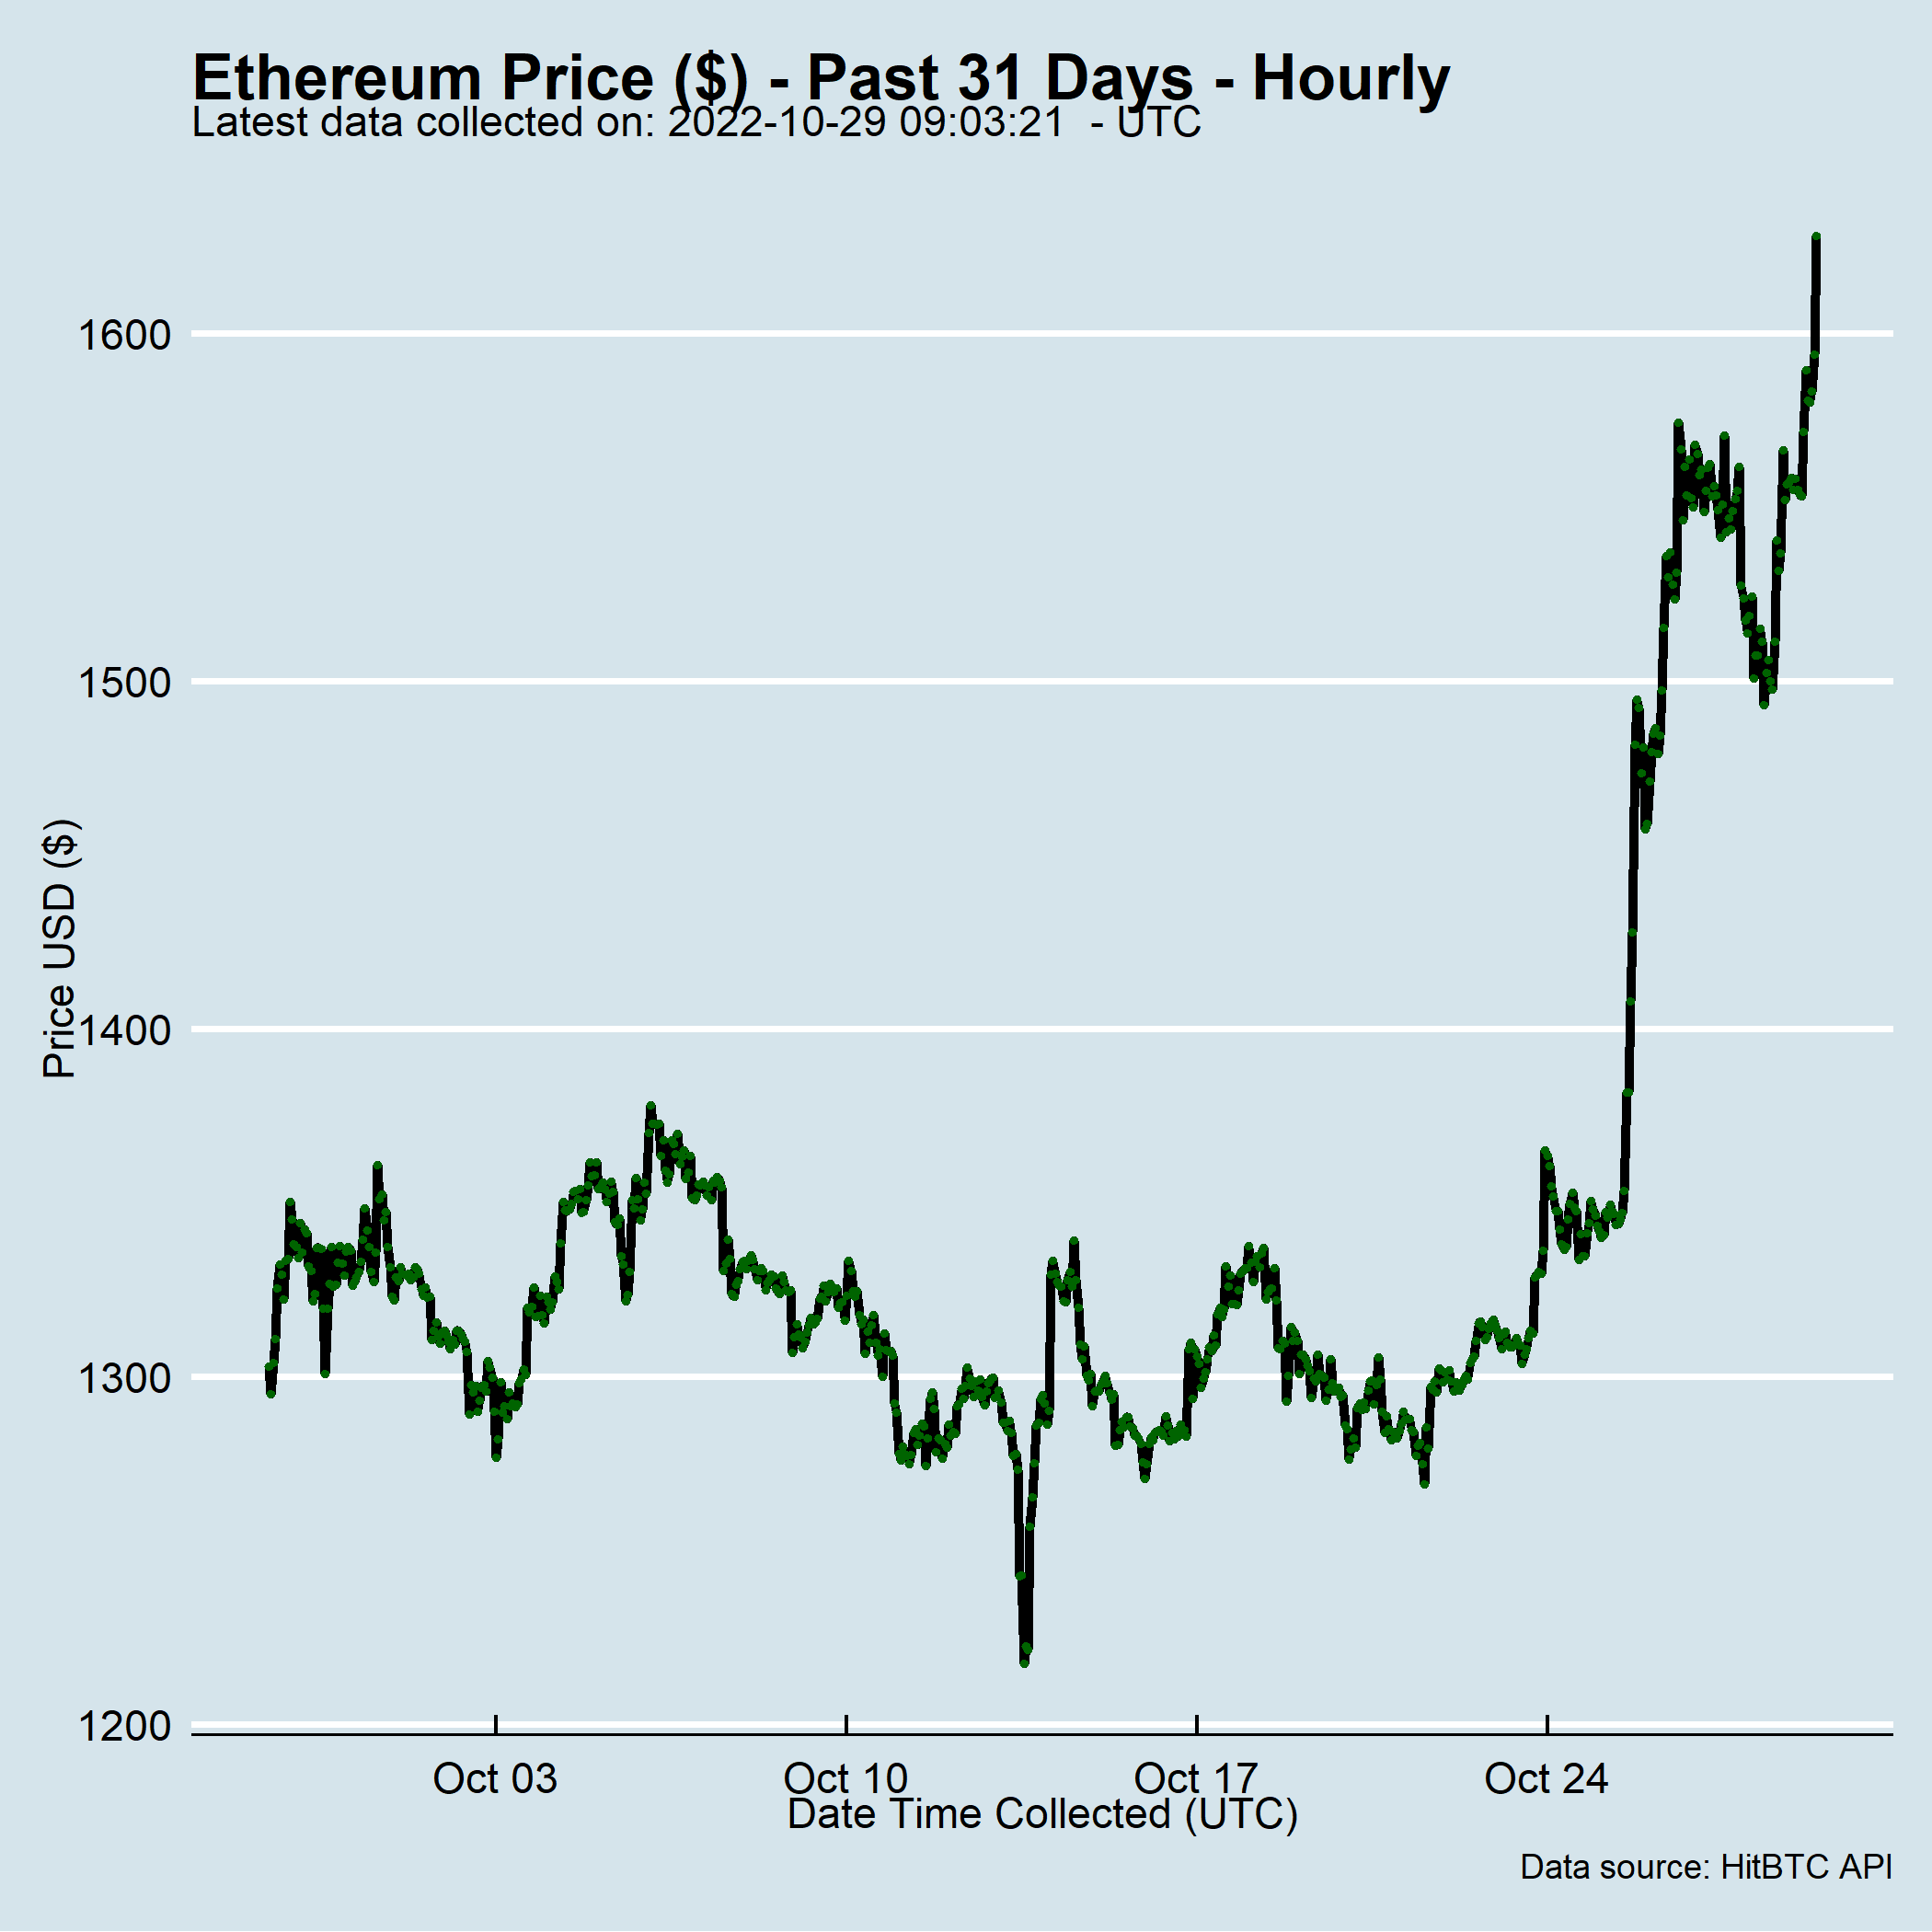 Ethereum Price ($) - Past 31 Days - Hourly
Latest data collected on: 2022-10-29 09:03:21  - UTC
1600
1500
1400
1300
1200
Price USD ($)
Oct 03
Oct 10
Oct 17
Oct 24
Date Time Collected (UTC)
Data source: HitBTC API